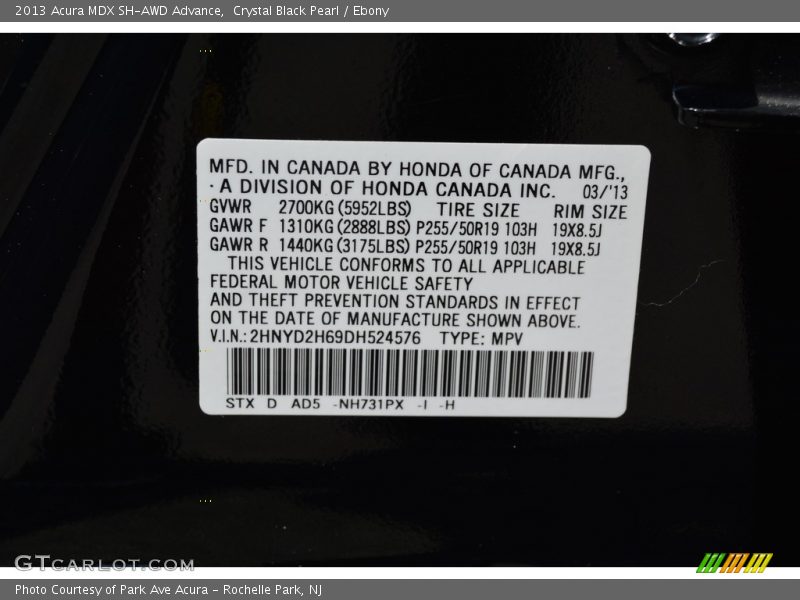 2013 Acura MDX SH-AWD Advance,  Crystal Black Pearl / Ebony
MFD. IN CANADA BY HONDA OF CANADA MFG.,
A DIVISION OF HONDA CANADA INC. 03/'13
GVWR 2700KG (5952LBS) TIRE SIZE RIM SIZE
GAWR F 1310KG (2888LBS) P255/50R19 103H 19X8.5J
GAWR R 1440KG (3175LBS) P255/50R19 103H 19X8.5J
THIS VEHICLE CONFORMS TO ALL APPLICABLE
FEDERAL MOTOR VEHICLE SAFETY
AND THEFT PREVENTION STANDARDS IN EFFECT
ON THE DATE OF MANUFACTURE SHOWN ABOVE.
V.I.N.: 2HNYD2H69DH524576 TYPE: MPV
STX D AD5 -NH731PX -I -H
GTCARLOT.COM
Photo Courtesy of Park Ave Acura - Rochelle Park, NJ